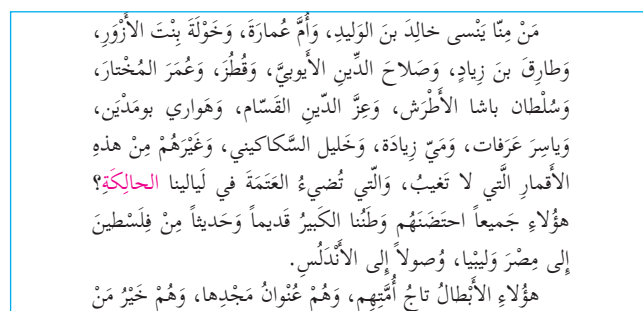 مَنْ مِنّا يَنْسى خالِدَ بنَ الوَليدِ، وَأُمَّ عُمارَةَ، وَخَوْلَةَ بِنْتَ الأَزْوَرِ،
وَطارِقَ بنَ زِيادٍ، وَصَلاحَ الدِّينِ الأَيوبيَّ، وَقُطُزَ، وَعُمَرَ المُخْتارَ،
وَسُلْطان باشا الأَطْرَش، وَعِزَّ الدّينِ القَسّام، وَهَواري بومَدْيَن،
وَياسِرَ عَرَفات، وَمَيّ زِيادَة، وَخَليل السَّكاكيني، وَغَيْرَهُمْ مِنْ هذهِ
الأَقمارِ الَّتي لا تَغيبُ، وَالّتي تُضيءُ العَتَمَةَ في لَيالينا الحالِكَةِ؟
هؤُلاءِ جَميعاً احتَضَنَهُم وَطَنُنا الكَبيرُ قَديماً وَحَديثاً مِنْ فِلَسْطينَ
إِلى مِصْرَ وَليبْيا، وُصولاً إِلى الأَنْدَلُسِ.
هؤُلاءِ الأَبْطالُ تاجُ أُمَّتِهِم، وَهُمْ عُنْوانُ مَجْدِها، وَهُمْ خَيْرُ مَنْ